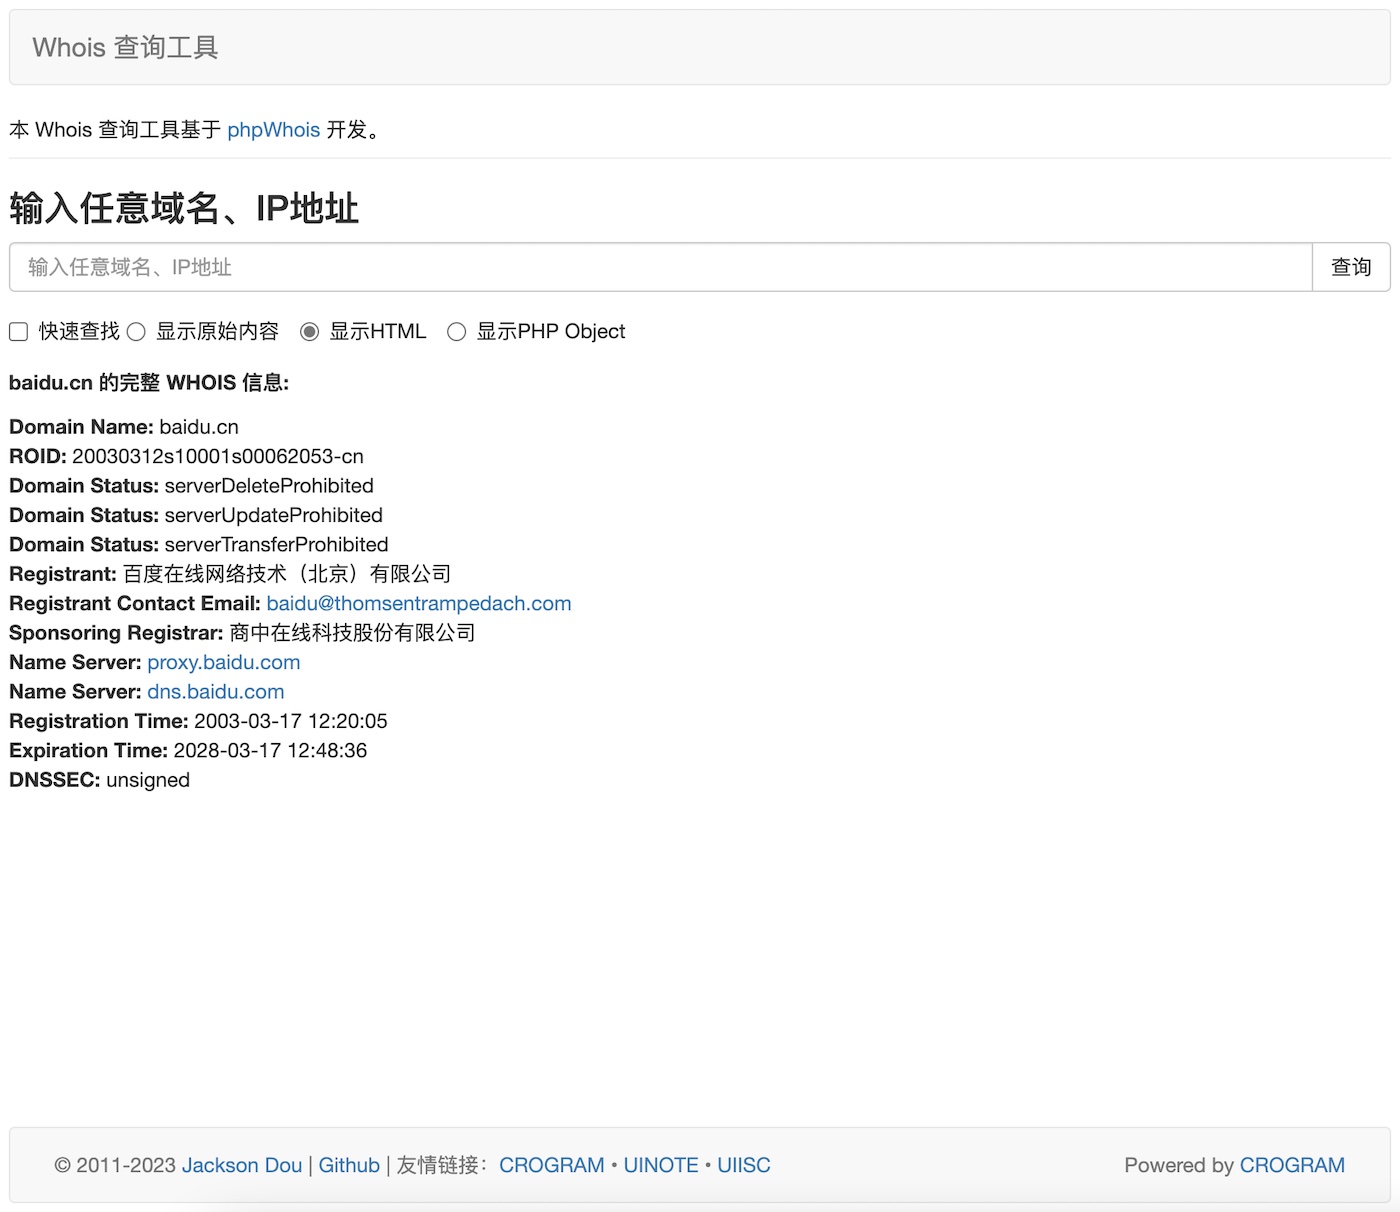 Whois 查询工具
本 Whois 查询工具基于 phpWhois 开发。
输入任意域名、IP地址
输入任意域名、IP地址 查询
快速查找 显示原始内容 显示HTML 显示PHP Object
baidu.cn 的完整 WHOIS 信息:
Domain Name: baidu.cn
ROID: 20030312s10001s00062053-cn
Domain Status: serverDeleteProhibited
Domain Status: serverUpdateProhibited
Domain Status: serverTransferProhibited
Registrant: 百度在线网络技术（北京）有限公司
Registrant Contact Email: baidu@thomsentrampedach.com
Sponsoring Registrar: 商中在线科技股份有限公司
Name Server: proxy.baidu.com
Name Server: dns.baidu.com
Registration Time: 2003-03-17 12:20:05
Expiration Time: 2028-03-17 12:48:36
DNSSEC: unsigned
© 2011-2023 Jackson Dou | Github | 友情链接：CROGRAM • UINOTE • UIISC Powered by CROGRAM